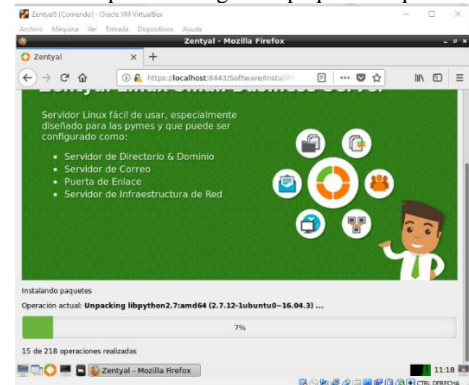 Zentyal5 [Corriendo] - Oracle VM VirtualBox
Archivo Máquina Ver Entrada Dispositivos Ayuda
Zentyal - Mozilla Firefox
Zentyal
https://localhost:8443/Software/Install
Servidor Linux fácil de usar, especialmente
diseñado para las pymes y que puede ser
configurado como:
• Servidor de Directorio & Dominio
• Servidor de Correo
• Puerta de Enlace
• Servidor de Infraestructura de Red
Instalando paquetes
Operación actual: Unpacking libpython2.7:amd64 (2.7.12-1ubuntu0~16.04.3) ...
7%
15 de 218 operaciones realizadas
Zentyal - Mozilla Firefox
11:18
CTRL DERECHA